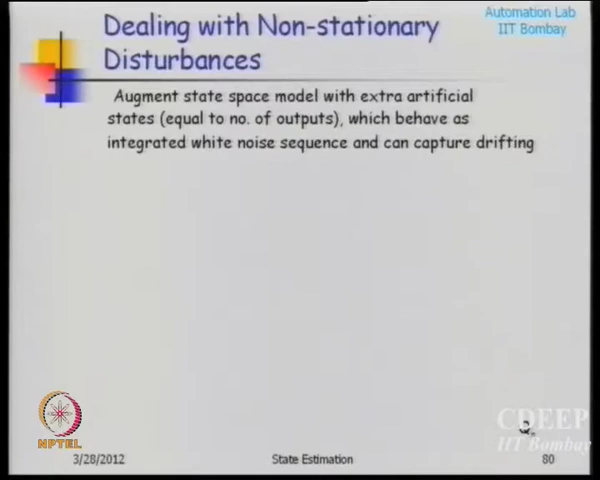 Automation Lab
IIT Bombay
Dealing with Non-stationary
Disturbances
Augment state space model with extra artificial
states (equal to no. of outputs), which behave as
integrated white noise sequence and can capture drifting
NPTEL
CDEEP
IIT Bombay
3/28/2012
State Estimation
80